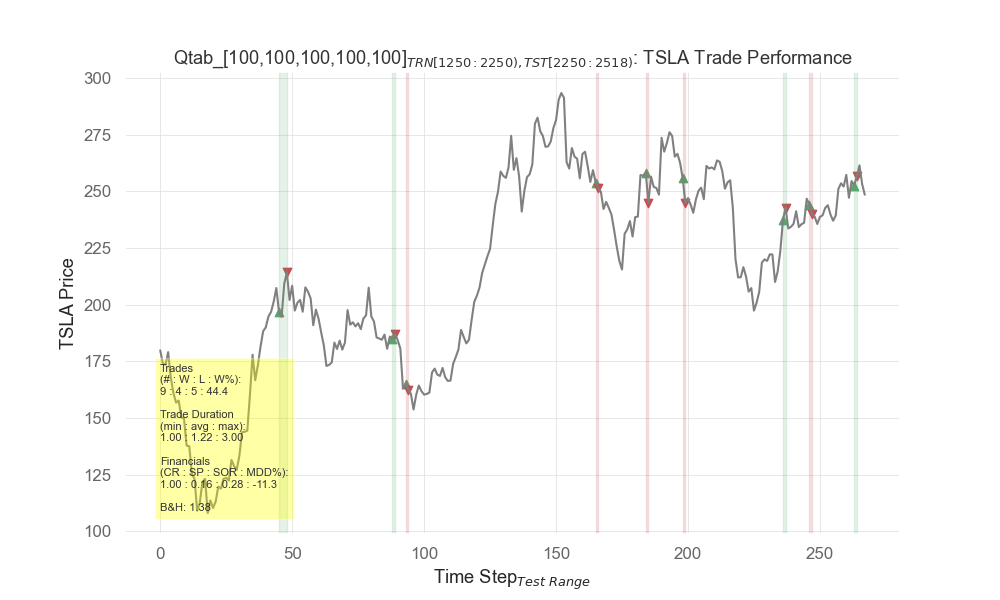 Qtab_[100,100,100,100,100]TRN[1250:2250), TST[2250:2518): TSLA Trade Performance
300
275
250
225
200
175
150
125
100
TSLA Price
Trades
(# : W : L : W%):
9 : 4 : 5 : 44.4
Trade Duration
(min : avg : max):
1.00 : 1.22 : 3.00
Financials
(CR : SP : SOR : MDD%):
1.00 : 0.16 : 0.28 : -11.3
B&H: 1.38
0 50 100 150 200 250
Time StepTest Range